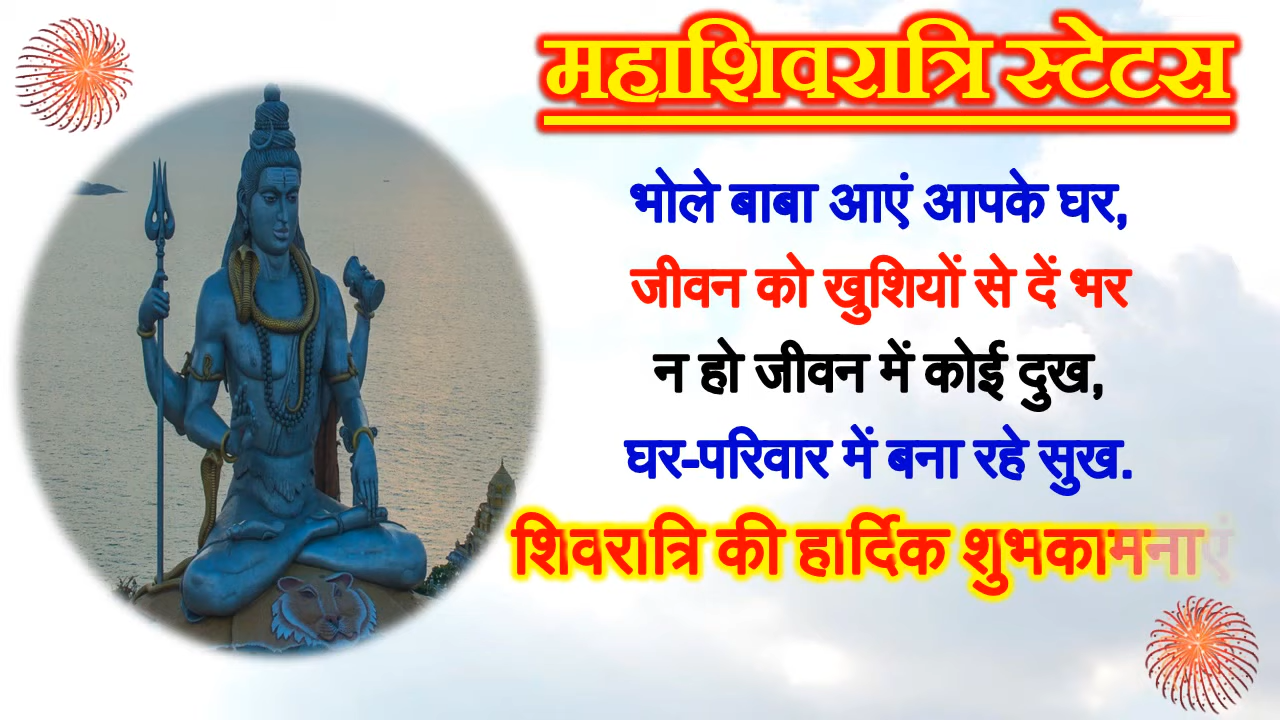 महाशिवरात्रि स्टेटस
भोले बाबा आएं आपके घर,
जीवन को खुशियों से दें भर
न हो जीवन में कोई दुख,
घर-परिवार में बना रहे सुख.
शिवरात्रि की हार्दिक शुभकामनाएं